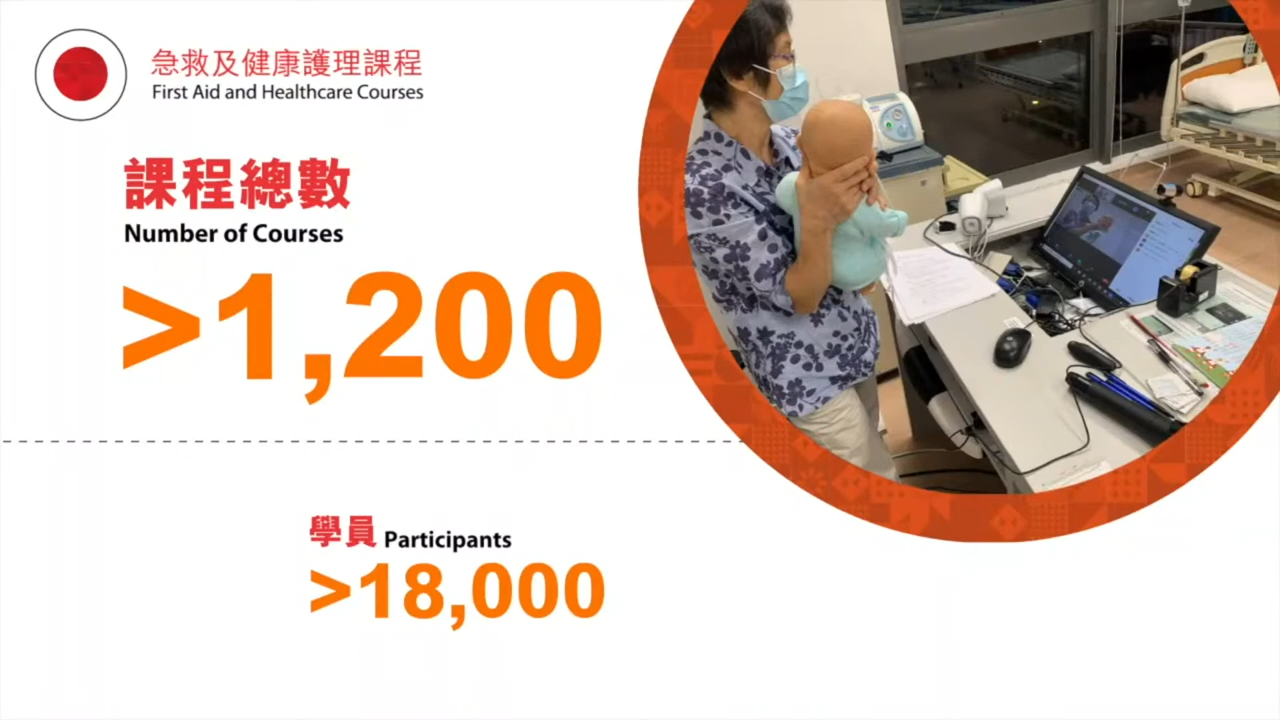 急救及健康護理課程
First Aid and Healthcare Courses
課程總數
Number of Courses
>1,200
學員 Participants
>18,000